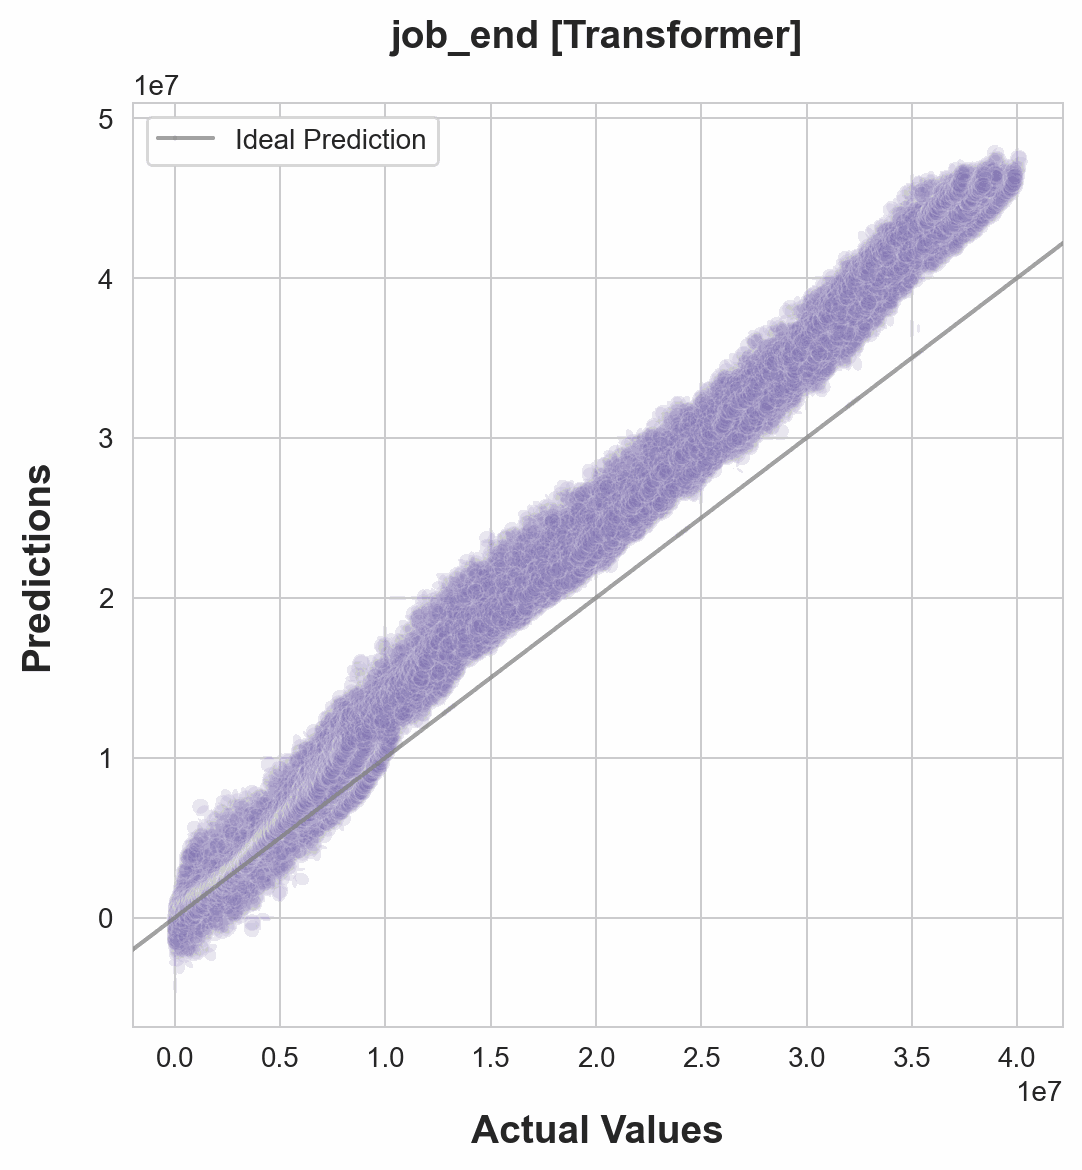 job_end [Transformer]
1e7
Ideal Prediction
5
4
3
2
1
0
Predictions
0.0 0.5 1.0 1.5 2.0 2.5 3.0 3.5 4.0
1e7
Actual Values